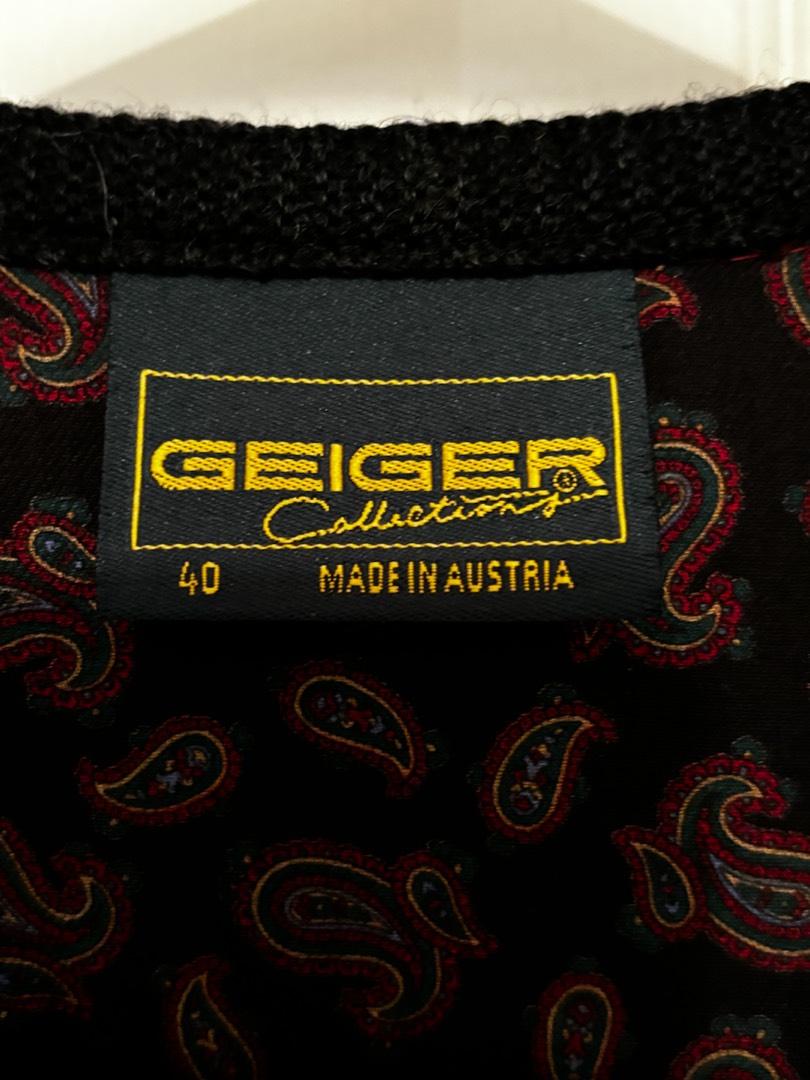 GEIGER ®
Collections
40 MADE IN AUSTRIA